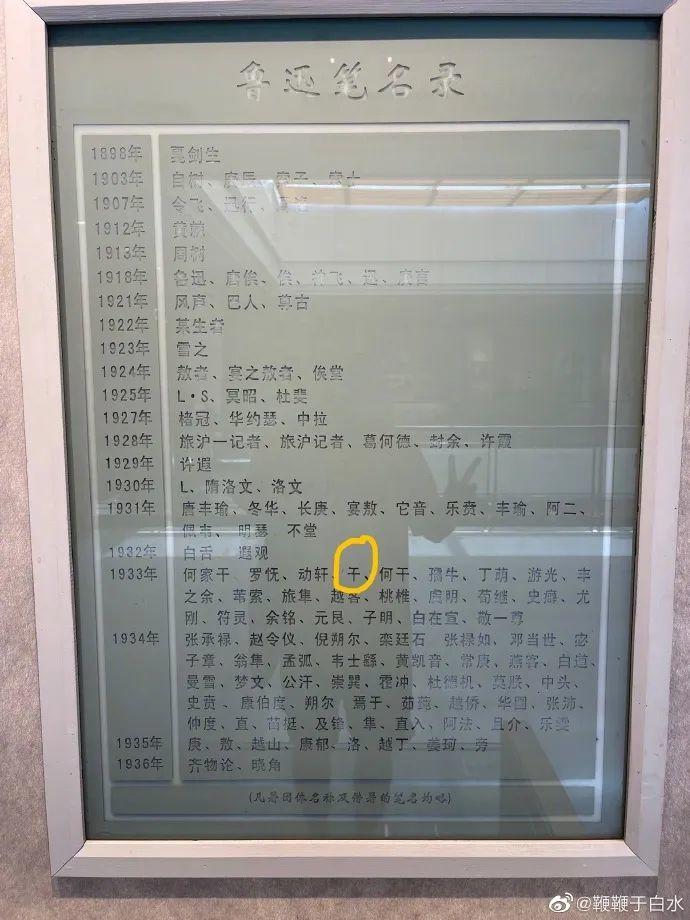 鲁迅笔名录
1898年 戛剑生
1903年 自树、庚辰、索子、索士
1907年 令飞、迅行
1912年 黄棘
1913年 周树
1918年 鲁迅、唐俟、俟、神飞、迅、庚言
1921年 风声、巴人、尊古
1922年 某生者
1923年 雪之
1924年 敖者、宴之敖者、俟堂
1925年 L·S、冥昭、杜斐
1927年 楮冠、华约瑟、中拉
1928年 旅沪一记者、旅沪记者、葛何德、封余、许霞
1929年 许遐
1930年 L、隋洛文、洛文
1931年 唐丰瑜、冬华、长庚、宴敖、它音、乐贲、丰瑜、阿二、
佩韦、明瑟 不堂
1932年 白舌 遐观
1933年 何家干、罗怃、动轩、干、何干、孺牛、丁萌、游光、丰
之余、苇索、旅隼、越客、桃椎、虞明、荀继、史癖、尤
刚、符灵、余铭、元艮、子明、白在宣、敬一尊
1934年 张承禄、赵令仪、倪朔尔、栾廷石 张禄如、邓当世、宓
子章、翁隼、孟弧、韦士繇、黄凯音、常庚、燕客、白道、
曼雪、梦文、公汗、崇巽、霍冲、杜德机、莫朕、中头、
史贲、康伯度、朔尔 焉于、茹莼、越侨、华圉、张沛、
仲度、直、苗挺、及锋、隼、直入、阿法、且介、乐雯
1935年 庚、敖、越山、康郁、洛、越丁、姜珂、旁
1936年 齐物论、晓角
(凡署团体名称及借署的笔名均略)
@鞭鞭于白水